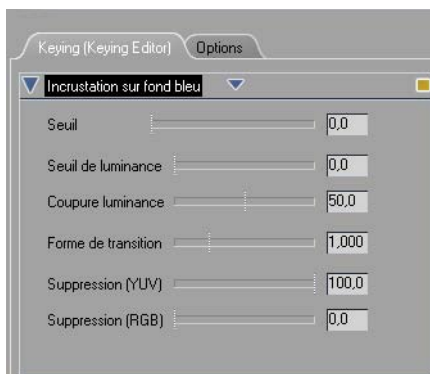 Keying (Keying Editor) Options
Incrustation sur fond bleu
Seuil 0,0
Seuil de luminance 0,0
Coupure luminance 50,0
Forme de transition 1,000
Suppression (YUV) 100,0
Suppression (RGB) 0,0